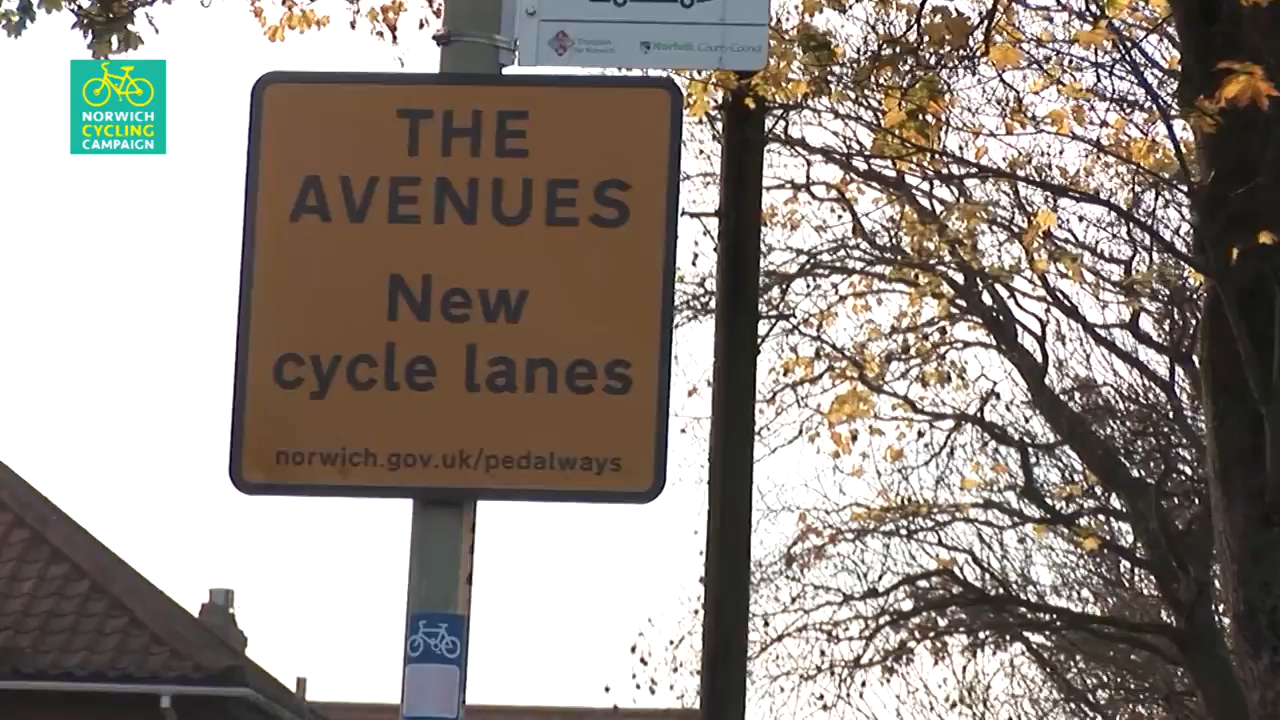 NORWICH
CYCLING
CAMPAIGN
Norfolk County Council
THE
AVENUES
New
cycle lanes
norwich.gov.uk/pedalways